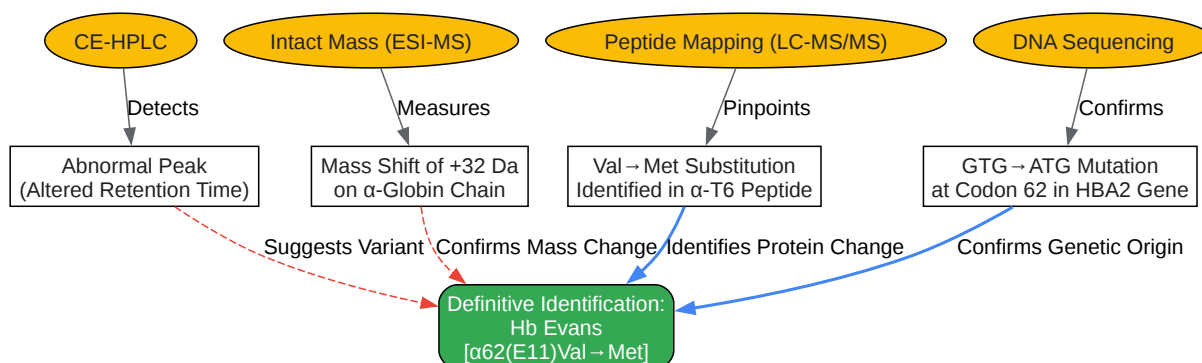 CE-HPLC
Intact Mass (ESI-MS)
Peptide Mapping (LC-MS/MS)
DNA Sequencing
Detects
Measures
Pinpoints
Confirms
Abnormal Peak
(Altered Retention Time)
Mass Shift of +32 Da
on α-Globin Chain
Val→Met Substitution
Identified in α-T6 Peptide
GTG→ATG Mutation
at Codon 62 in HBA2 Gene
Suggests Variant
Confirms Mass Change
Identifies Protein Change
Confirms Genetic Origin
Definitive Identification:
Hb Evans
[α62(E11)Val→Met]